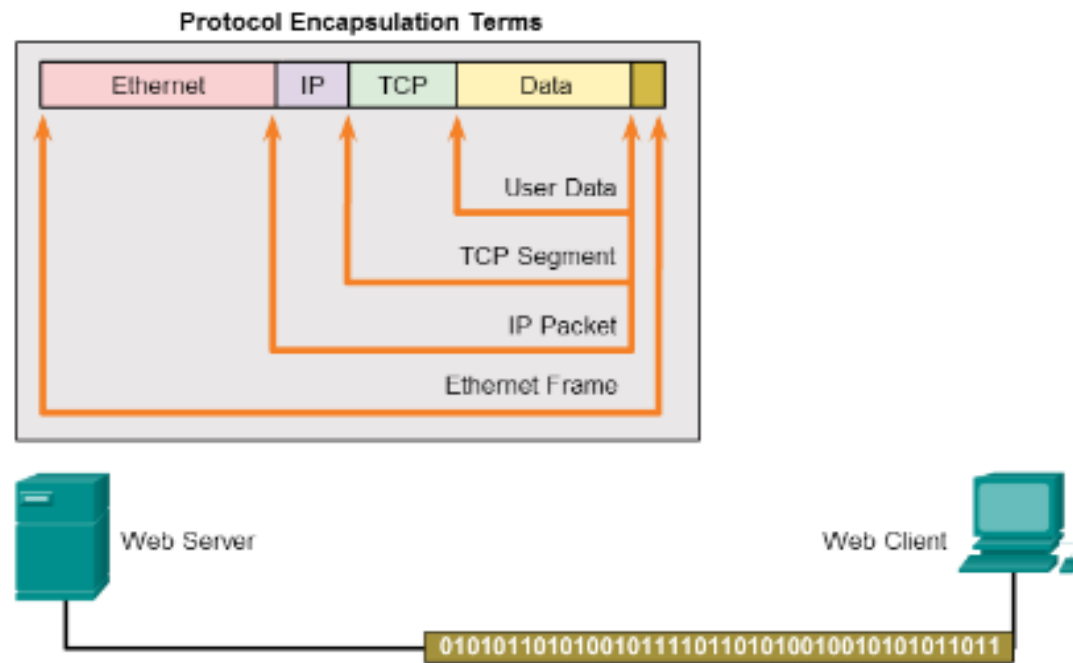 Protocol Encapsulation Terms
Ethernet IP TCP Data
User Data
TCP Segment
IP Packet
Ethernet Frame
Web Server
Web Client
010101101010010111101101010010010101011011